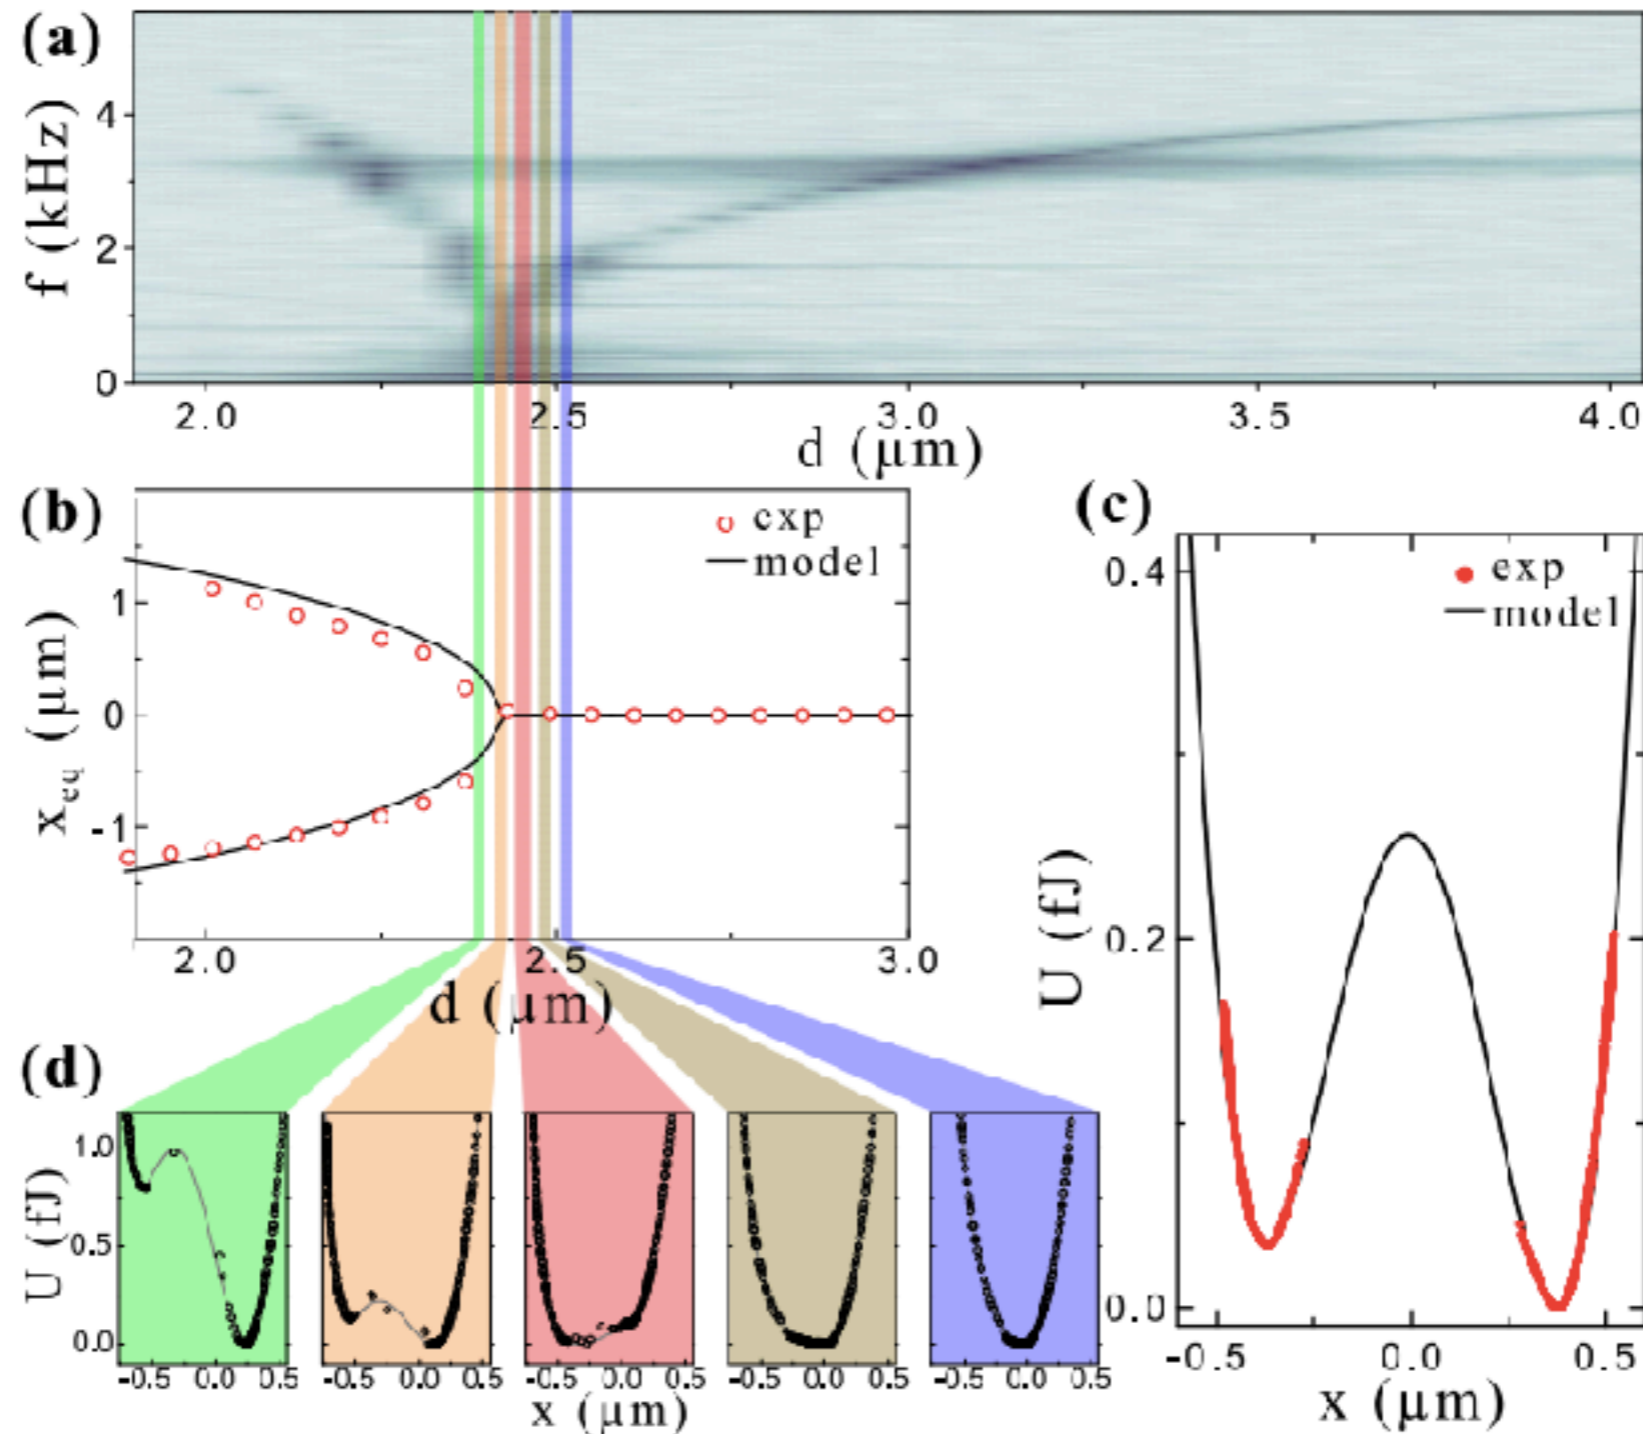 (a)
f (kHz)
4
2
0
2.0 2.5 3.0 3.5 4.0
d (μm)
(b)
exp
model
x_eq (μm)
1
0
-1
2.0 2.5 3.0
d (μm)
(c)
exp
model
U (fJ)
0.4
0.2
0.0
-0.5 0.0 0.5
x (μm)
(d)
U (fJ)
1.0
0.5
0.0
-0.5 0.0 0.5 -0.5 0.0 0.5 -0.5 0.0 0.5 -0.5 0.0 0.5 -0.5 0.0 0.5
x (μm)